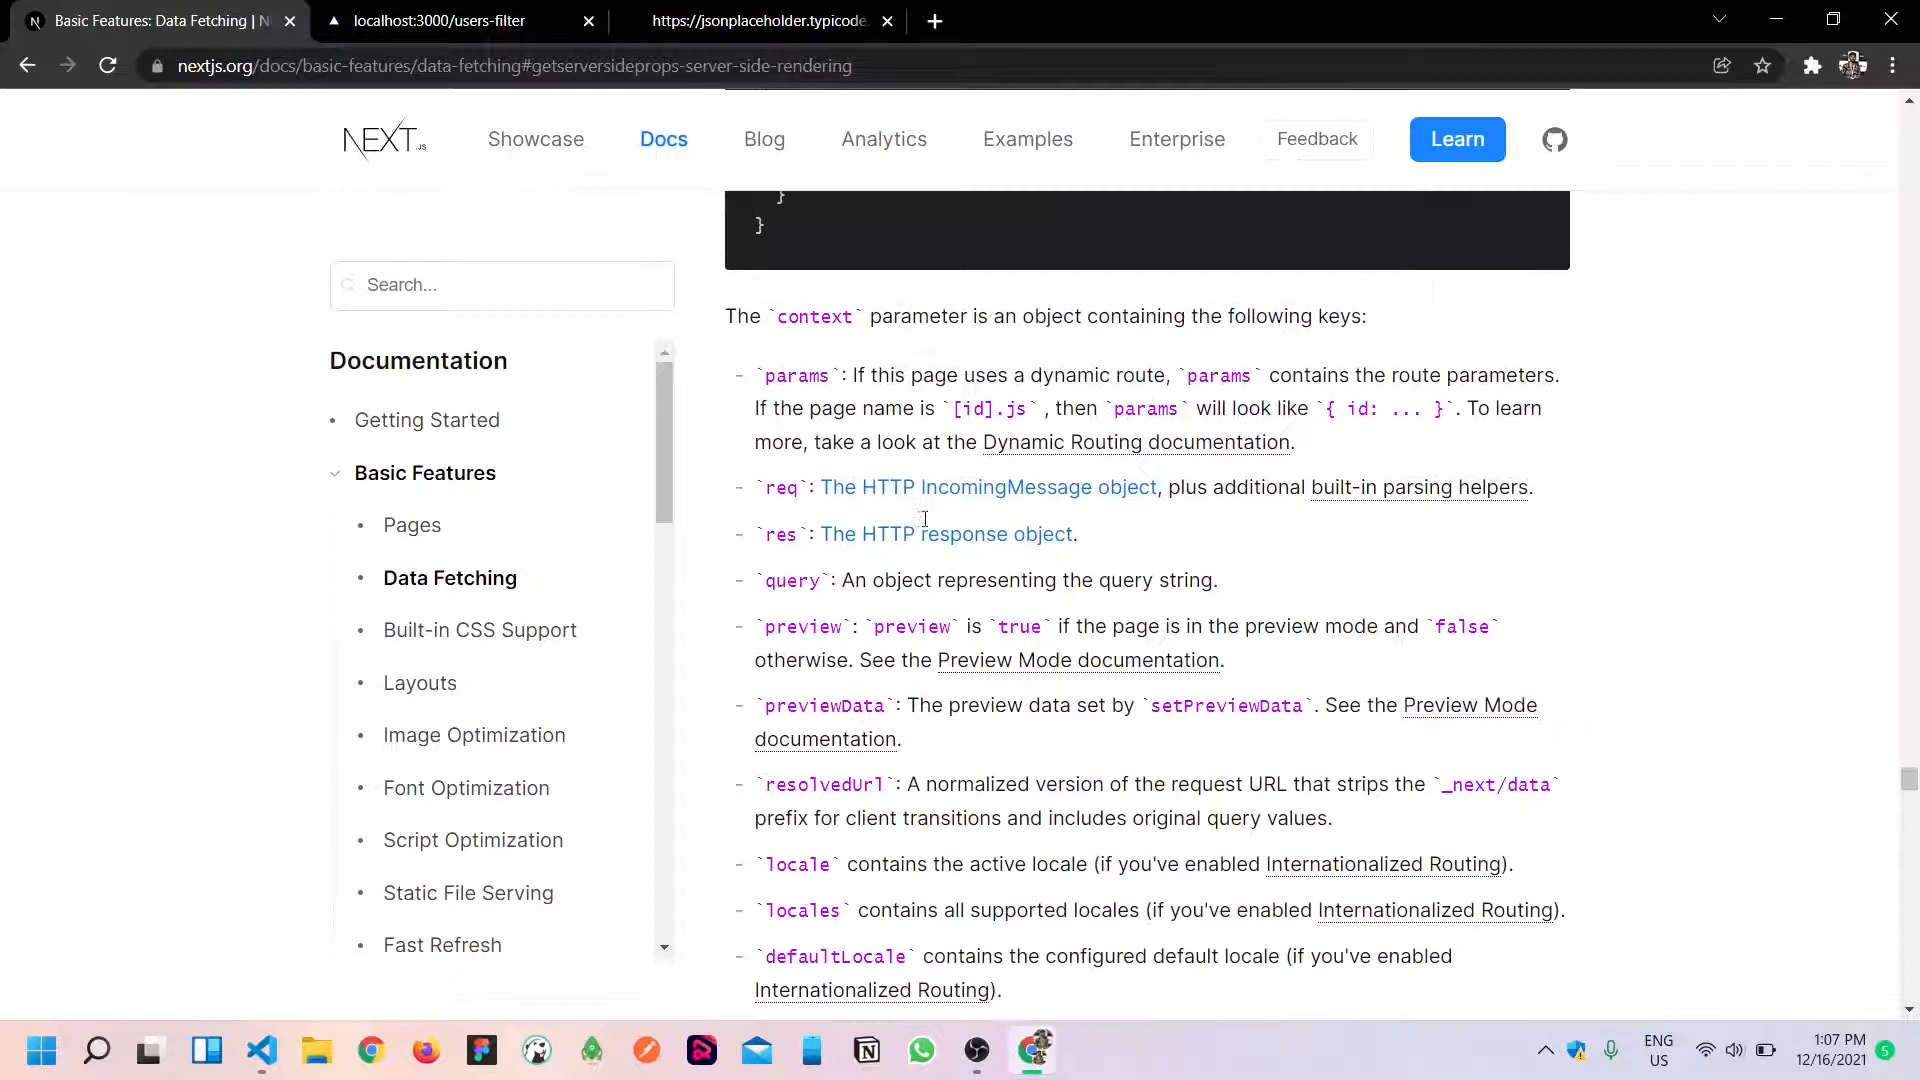 Basic Features: Data Fetching | N
localhost:3000/users-filter
https://jsonplaceholder.typicode.
nextjs.org/docs/basic-features/data-fetching#getserversideprops-server-side-rendering
NEXT.JS
Showcase
Docs
Blog
Analytics
Examples
Enterprise
Feedback
Learn
Search...
Documentation
Getting Started
Basic Features
Pages
Data Fetching
Built-in CSS Support
Layouts
Image Optimization
Font Optimization
Script Optimization
Static File Serving
Fast Refresh
}
}
The `context` parameter is an object containing the following keys:
- `params`: If this page uses a dynamic route, `params` contains the route parameters.
If the page name is `[id].js` , then `params` will look like `{ id: ... }`. To learn
more, take a look at the Dynamic Routing documentation.
- `req`: The HTTP IncomingMessage object, plus additional built-in parsing helpers.
- `res`: The HTTP response object.
- `query`: An object representing the query string.
- `preview`: `preview` is `true` if the page is in the preview mode and `false`
otherwise. See the Preview Mode documentation.
- `previewData`: The preview data set by `setPreviewData`. See the Preview Mode
documentation.
- `resolvedUrl`: A normalized version of the request URL that strips the `_next/data`
prefix for client transitions and includes original query values.
- `locale` contains the active locale (if you've enabled Internationalized Routing).
- `locales` contains all supported locales (if you've enabled Internationalized Routing).
- `defaultLocale` contains the configured default locale (if you've enabled
Internationalized Routing).
ENG
US
1:07 PM
12/16/2021
5